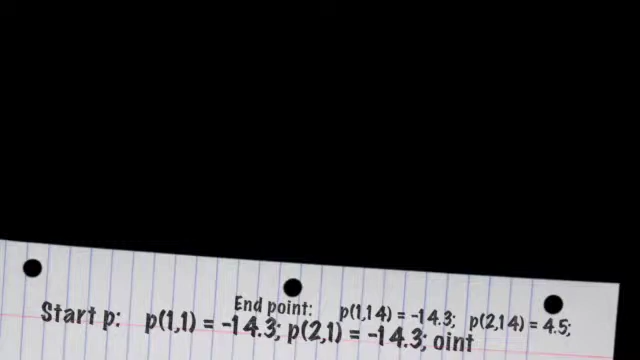 End point: p(1,14) = -14.3; p(2,14) = 4.5;
Start p: p(1,1) = -14.3; p(2,1) = -14.3; oint